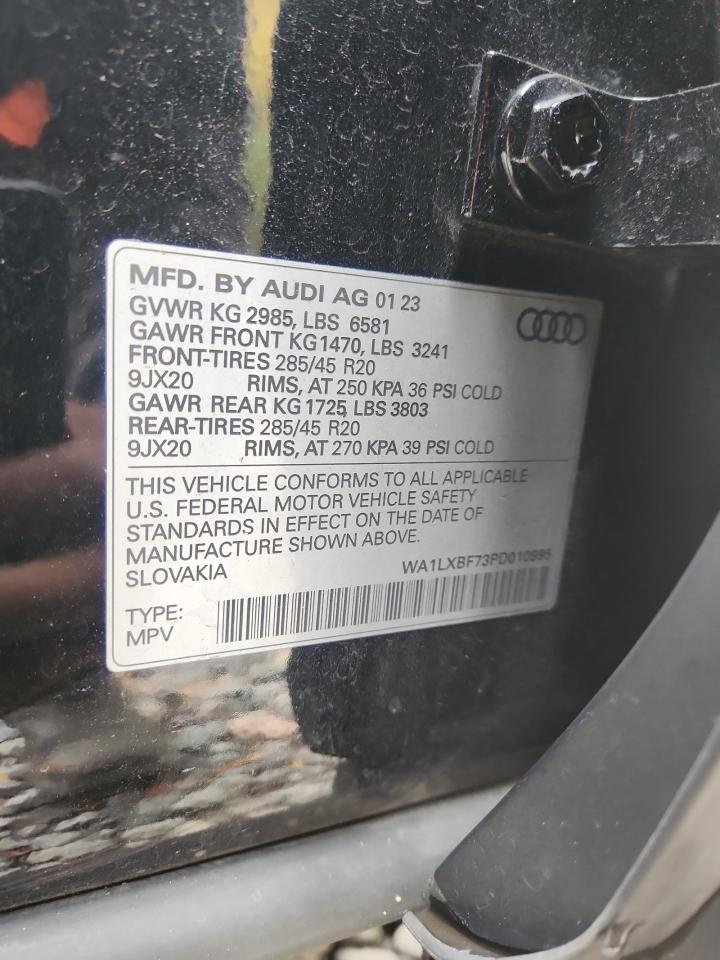 MFD. BY AUDI AG 01 23
GVWR KG 2985, LBS 6581
GAWR FRONT KG 1470, LBS 3241
FRONT-TIRES 285/45 R20
9JX20 RIMS, AT 250 KPA 36 PSI COLD
GAWR REAR KG 1725, LBS 3803
REAR-TIRES 285/45 R20
9JX20 RIMS, AT 270 KPA 39 PSI COLD
THIS VEHICLE CONFORMS TO ALL APPLICABLE
U.S. FEDERAL MOTOR VEHICLE SAFETY
STANDARDS IN EFFECT ON THE DATE OF
MANUFACTURE SHOWN ABOVE.
SLOVAKIA
WA1LXBF73PD010995
TYPE:
MPV